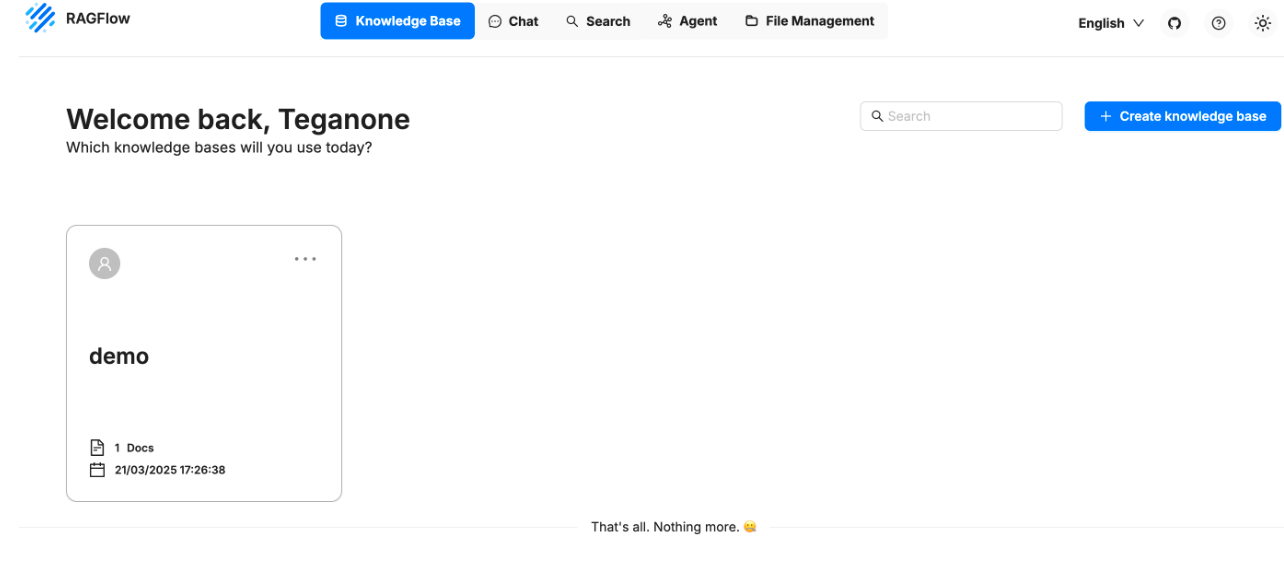 RAGFlow
Knowledge Base
Chat
Search
Agent
File Management
English
Welcome back, Teganone
Which knowledge bases will you use today?
Search
+ Create knowledge base
demo
1 Docs
21/03/2025 17:26:38
That's all. Nothing more. 🤐